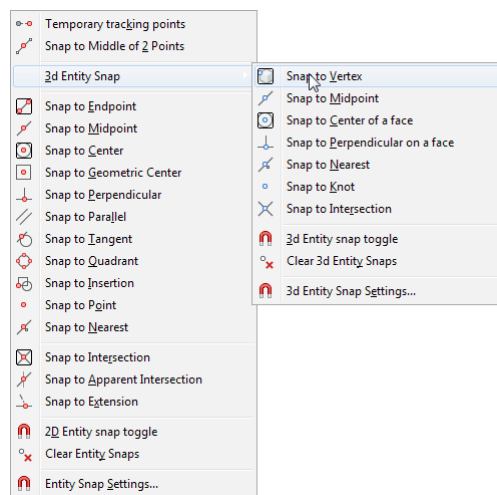 Temporary tracking points
Snap to Middle of 2 Points
3d Entity Snap
Snap to Endpoint
Snap to Midpoint
Snap to Center
Snap to Geometric Center
Snap to Perpendicular
Snap to Parallel
Snap to Tangent
Snap to Quadrant
Snap to Insertion
Snap to Point
Snap to Nearest
Snap to Intersection
Snap to Apparent Intersection
Snap to Extension
2D Entity snap toggle
Clear Entity Snaps
Entity Snap Settings...
Snap to Vertex
Snap to Midpoint
Snap to Center of a face
Snap to Perpendicular on a face
Snap to Nearest
Snap to Knot
Snap to Intersection
3d Entity snap toggle
Clear 3d Entity Snaps
3d Entity Snap Settings...